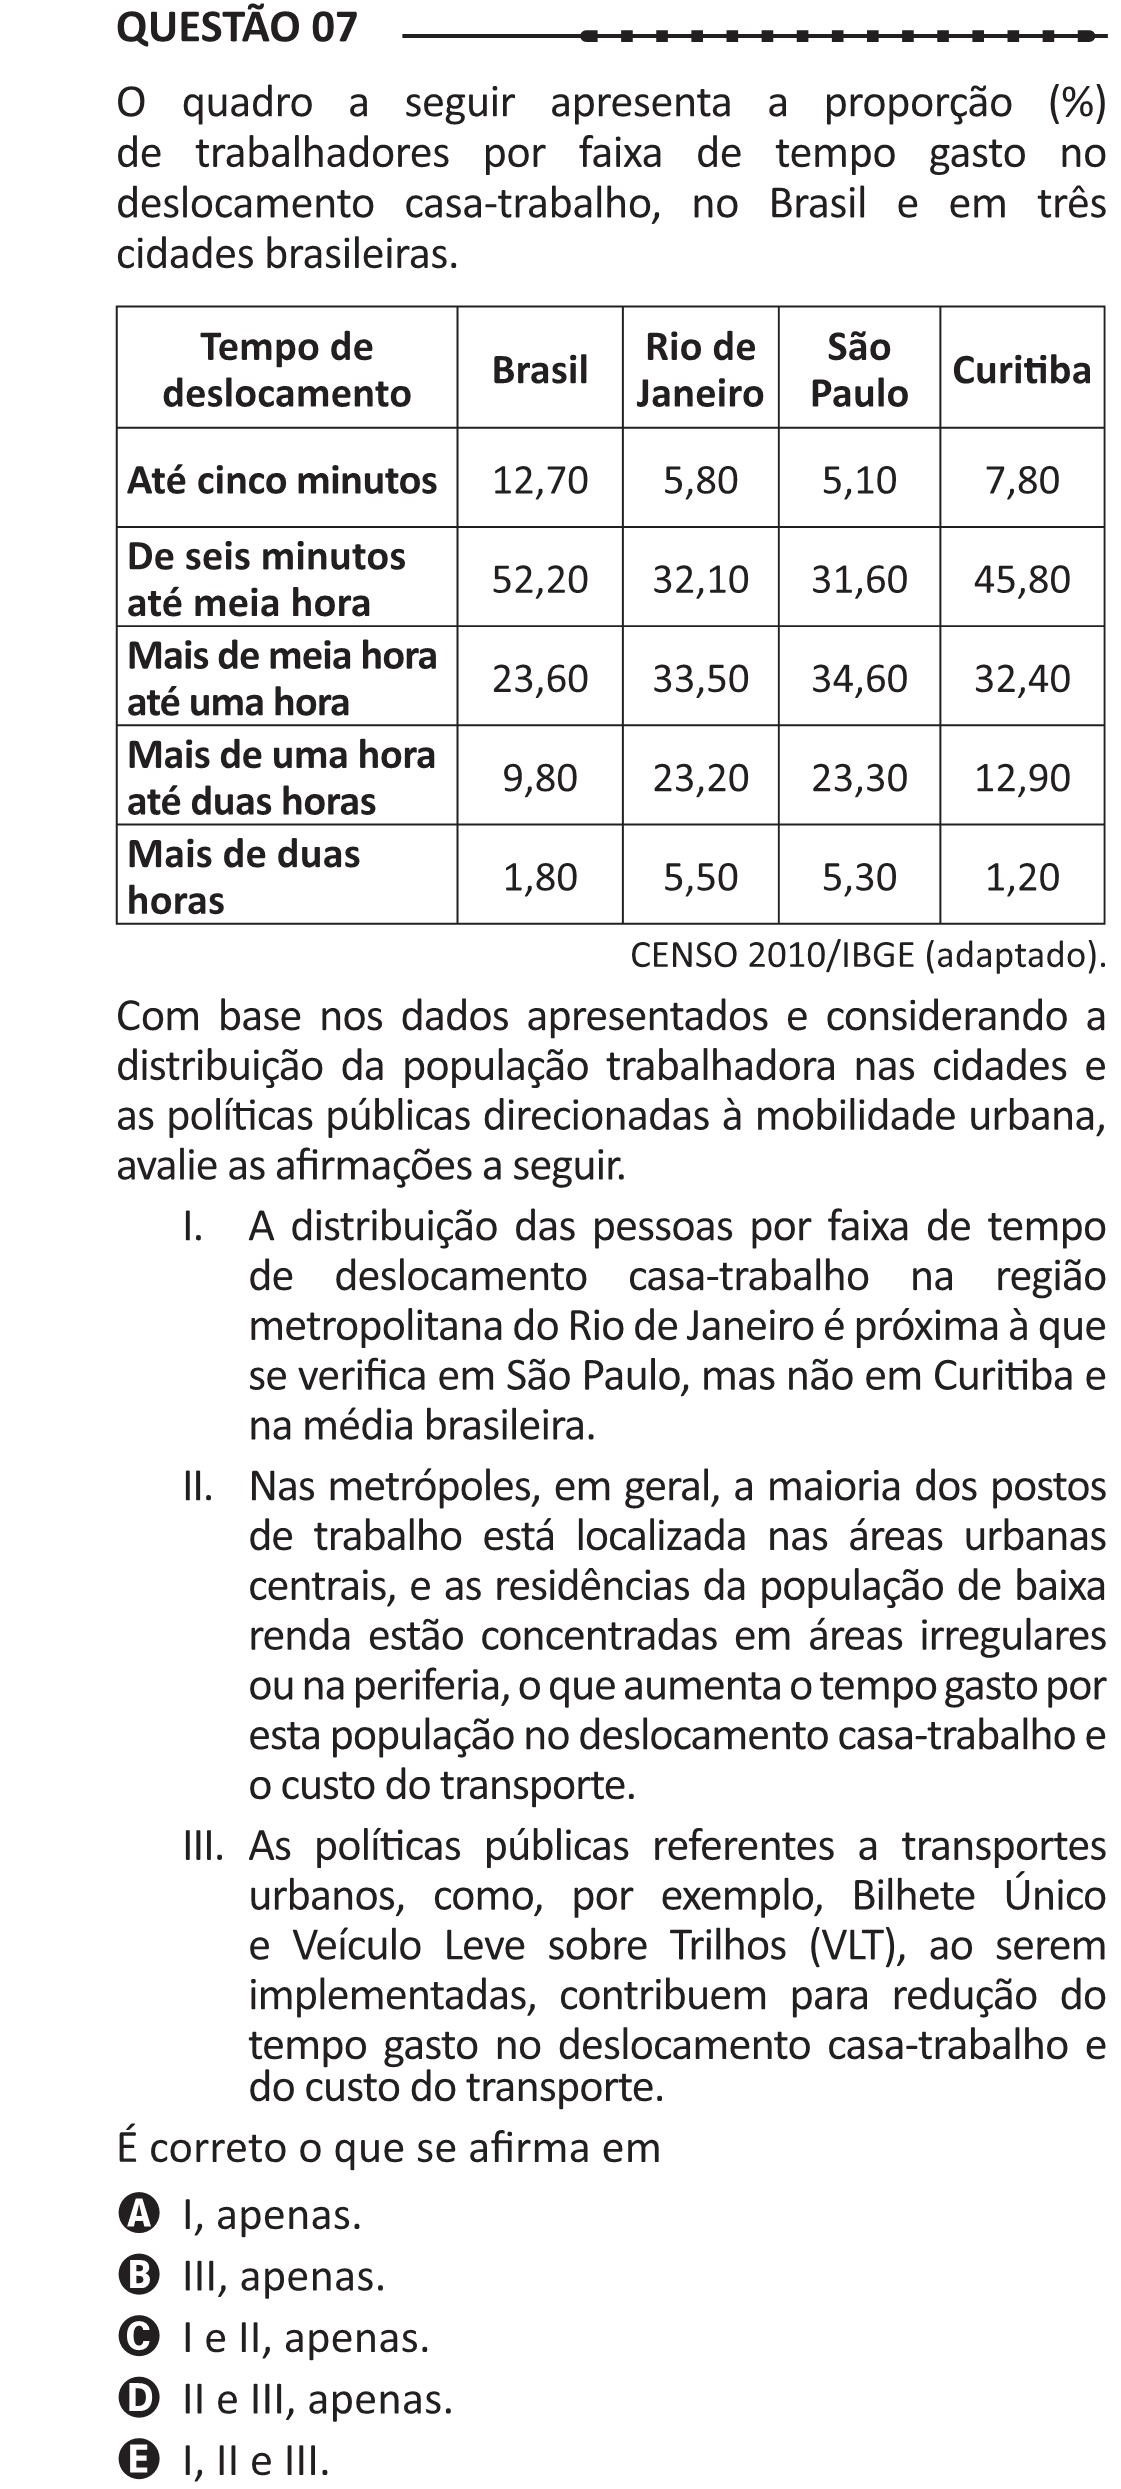 QUESTÃO 07
O quadro a seguir apresenta a proporção (%)
de trabalhadores por faixa de tempo gasto no
deslocamento casa-trabalho, no Brasil e em três
cidades brasileiras.
Tempo de deslocamento Brasil Rio de Janeiro São Paulo Curitiba
Até cinco minutos 12,70 5,80 5,10 7,80
De seis minutos até meia hora 52,20 32,10 31,60 45,80
Mais de meia hora até uma hora 23,60 33,50 34,60 32,40
Mais de uma hora até duas horas 9,80 23,20 23,30 12,90
Mais de duas horas 1,80 5,50 5,30 1,20
CENSO 2010/IBGE (adaptado).
Com base nos dados apresentados e considerando a
distribuição da população trabalhadora nas cidades e
as políticas públicas direcionadas à mobilidade urbana,
avalie as afirmações a seguir.
I. A distribuição das pessoas por faixa de tempo
de deslocamento casa-trabalho na região
metropolitana do Rio de Janeiro é próxima à que
se verifica em São Paulo, mas não em Curitiba e
na média brasileira.
II. Nas metrópoles, em geral, a maioria dos postos
de trabalho está localizada nas áreas urbanas
centrais, e as residências da população de baixa
renda estão concentradas em áreas irregulares
ou na periferia, o que aumenta o tempo gasto por
esta população no deslocamento casa-trabalho e
o custo do transporte.
III. As políticas públicas referentes a transportes
urbanos, como, por exemplo, Bilhete Único
e Veículo Leve sobre Trilhos (VLT), ao serem
implementadas, contribuem para redução do
tempo gasto no deslocamento casa-trabalho e
do custo do transporte.
É correto o que se afirma em
A I, apenas.
B III, apenas.
C I e II, apenas.
D II e III, apenas.
E I, II e III.